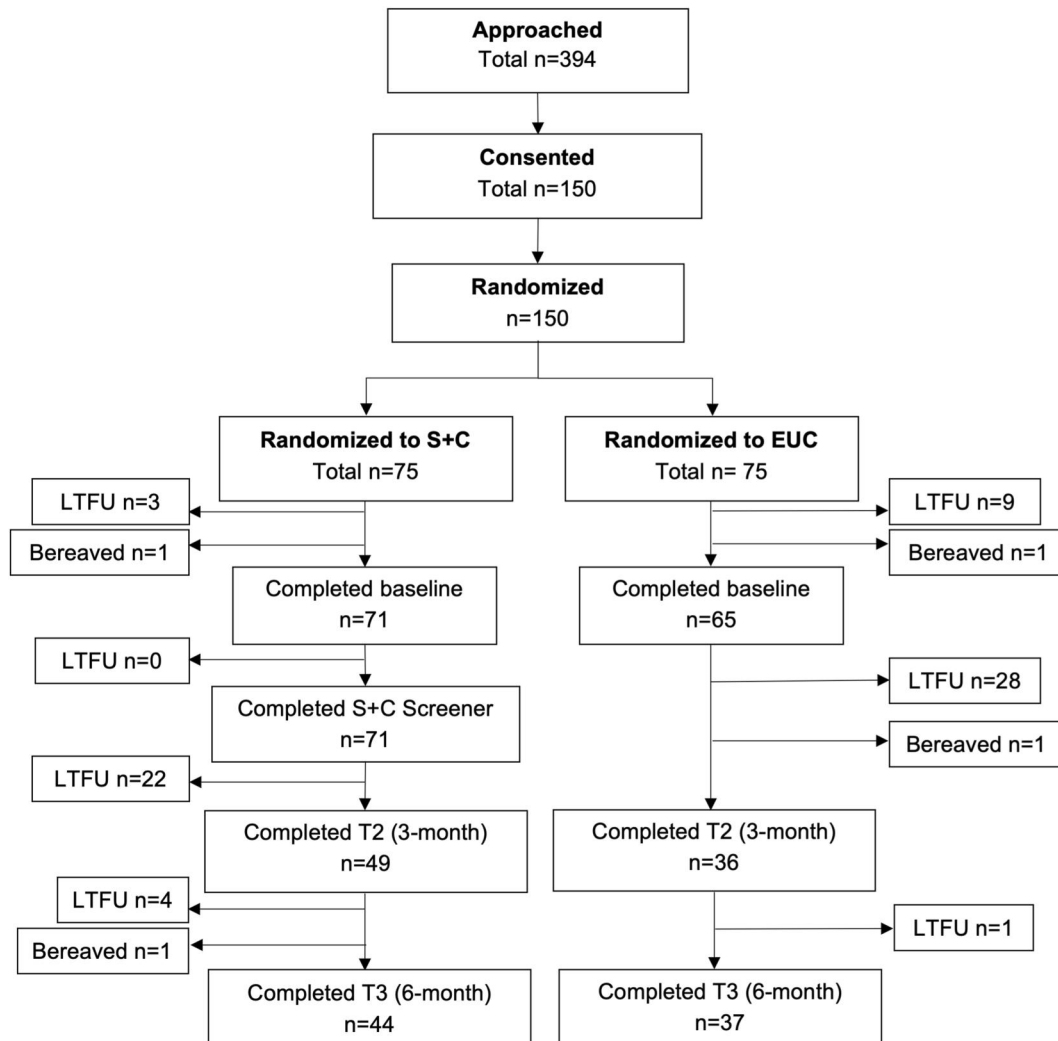 Approached
Total n=394
Consented
Total n=150
Randomized
n=150
Randomized to S+C
Total n=75
Randomized to EUC
Total n= 75
LTFU n=3
Bereaved n=1
LTFU n=9
Bereaved n=1
Completed baseline
n=71
Completed baseline
n=65
LTFU n=0
Completed S+C Screener
n=71
LTFU n=28
Bereaved n=1
LTFU n=22
Completed T2 (3-month)
n=49
Completed T2 (3-month)
n=36
LTFU n=4
Bereaved n=1
LTFU n=1
Completed T3 (6-month)
n=44
Completed T3 (6-month)
n=37